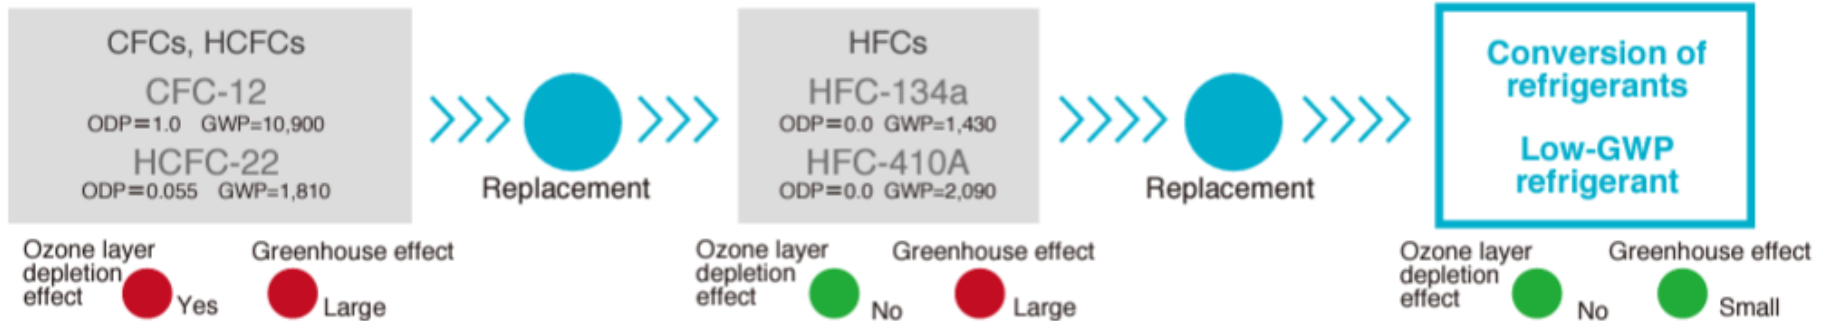 CFCs, HCFCs
CFC-12
ODP=1.0 GWP=10,900
HCFC-22
ODP=0.055 GWP=1,810
Ozone layer
depletion
effect
Yes
Greenhouse effect
Large
Replacement
HFCs
HFC-134a
ODP=0.0 GWP=1,430
HFC-410A
ODP=0.0 GWP=2,090
Ozone layer
depletion
effect
No
Greenhouse effect
Large
Replacement
Conversion of
refrigerants
Low-GWP
refrigerant
Ozone layer
depletion
effect
No
Greenhouse effect
Small